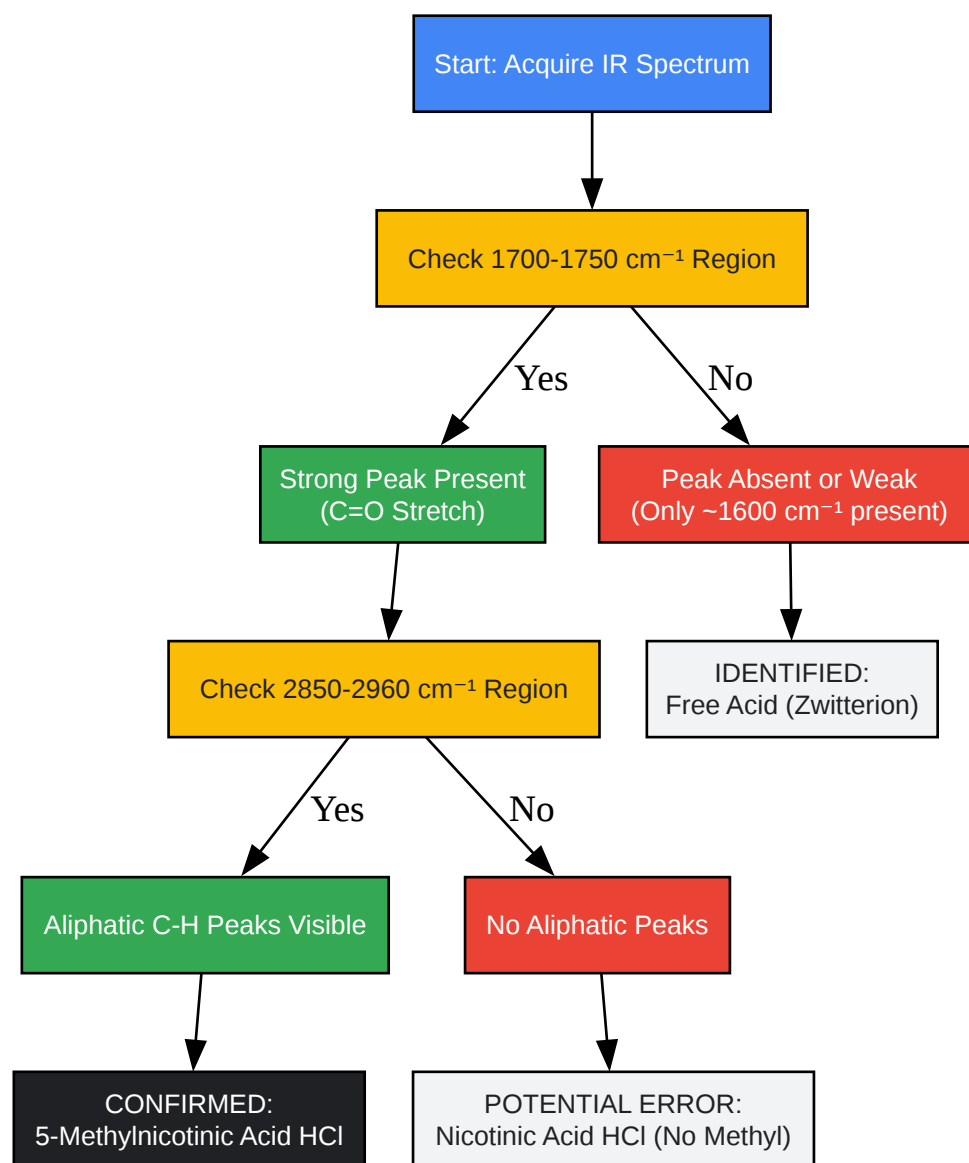 Start: Acquire IR Spectrum
Check 1700-1750 cm⁻¹ Region
Yes
No
Strong Peak Present
(C=O Stretch)
Peak Absent or Weak
(Only ~1600 cm⁻¹ present)
Check 2850-2960 cm⁻¹ Region
IDENTIFIED:
Free Acid (Zwitterion)
Yes
No
Aliphatic C-H Peaks Visible
No Aliphatic Peaks
CONFIRMED:
5-Methylnicotinic Acid HCl
POTENTIAL ERROR:
Nicotinic Acid HCl (No Methyl)